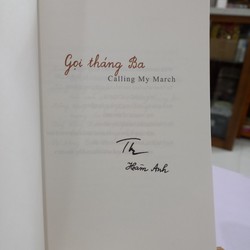 Gọi tháng Ba
Calling My March
Hoàn Anh